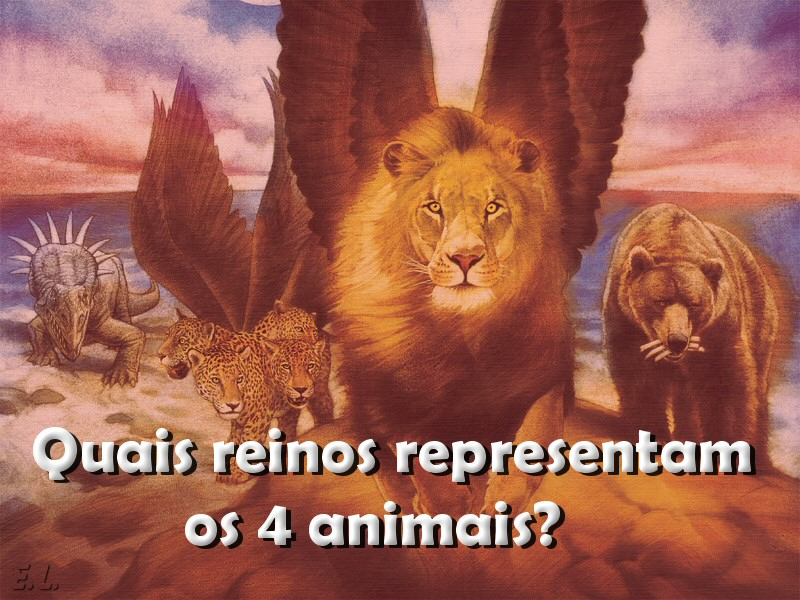 Quais reinos representam
os 4 animais?
E. L.